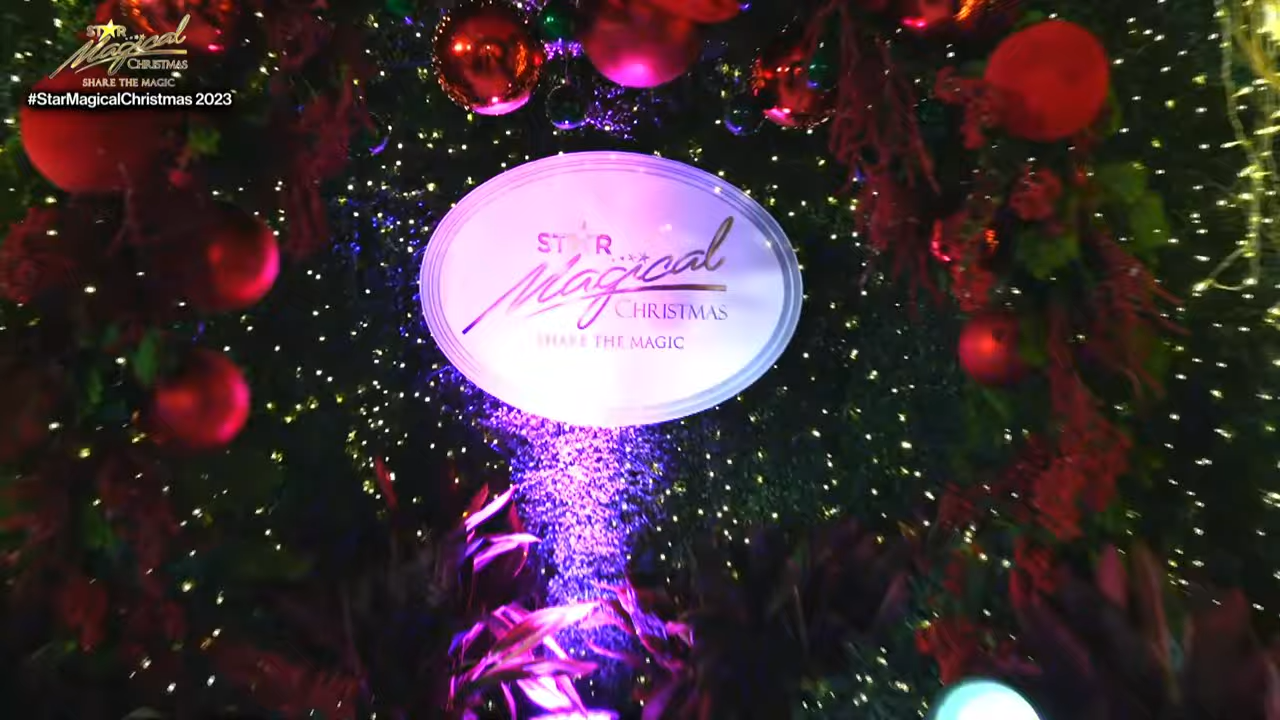 STAR
Magical
CHRISTMAS
SHARE THE MAGIC
#StarMagicalChristmas 2023
STAR
Magical
CHRISTMAS
SHARE THE MAGIC